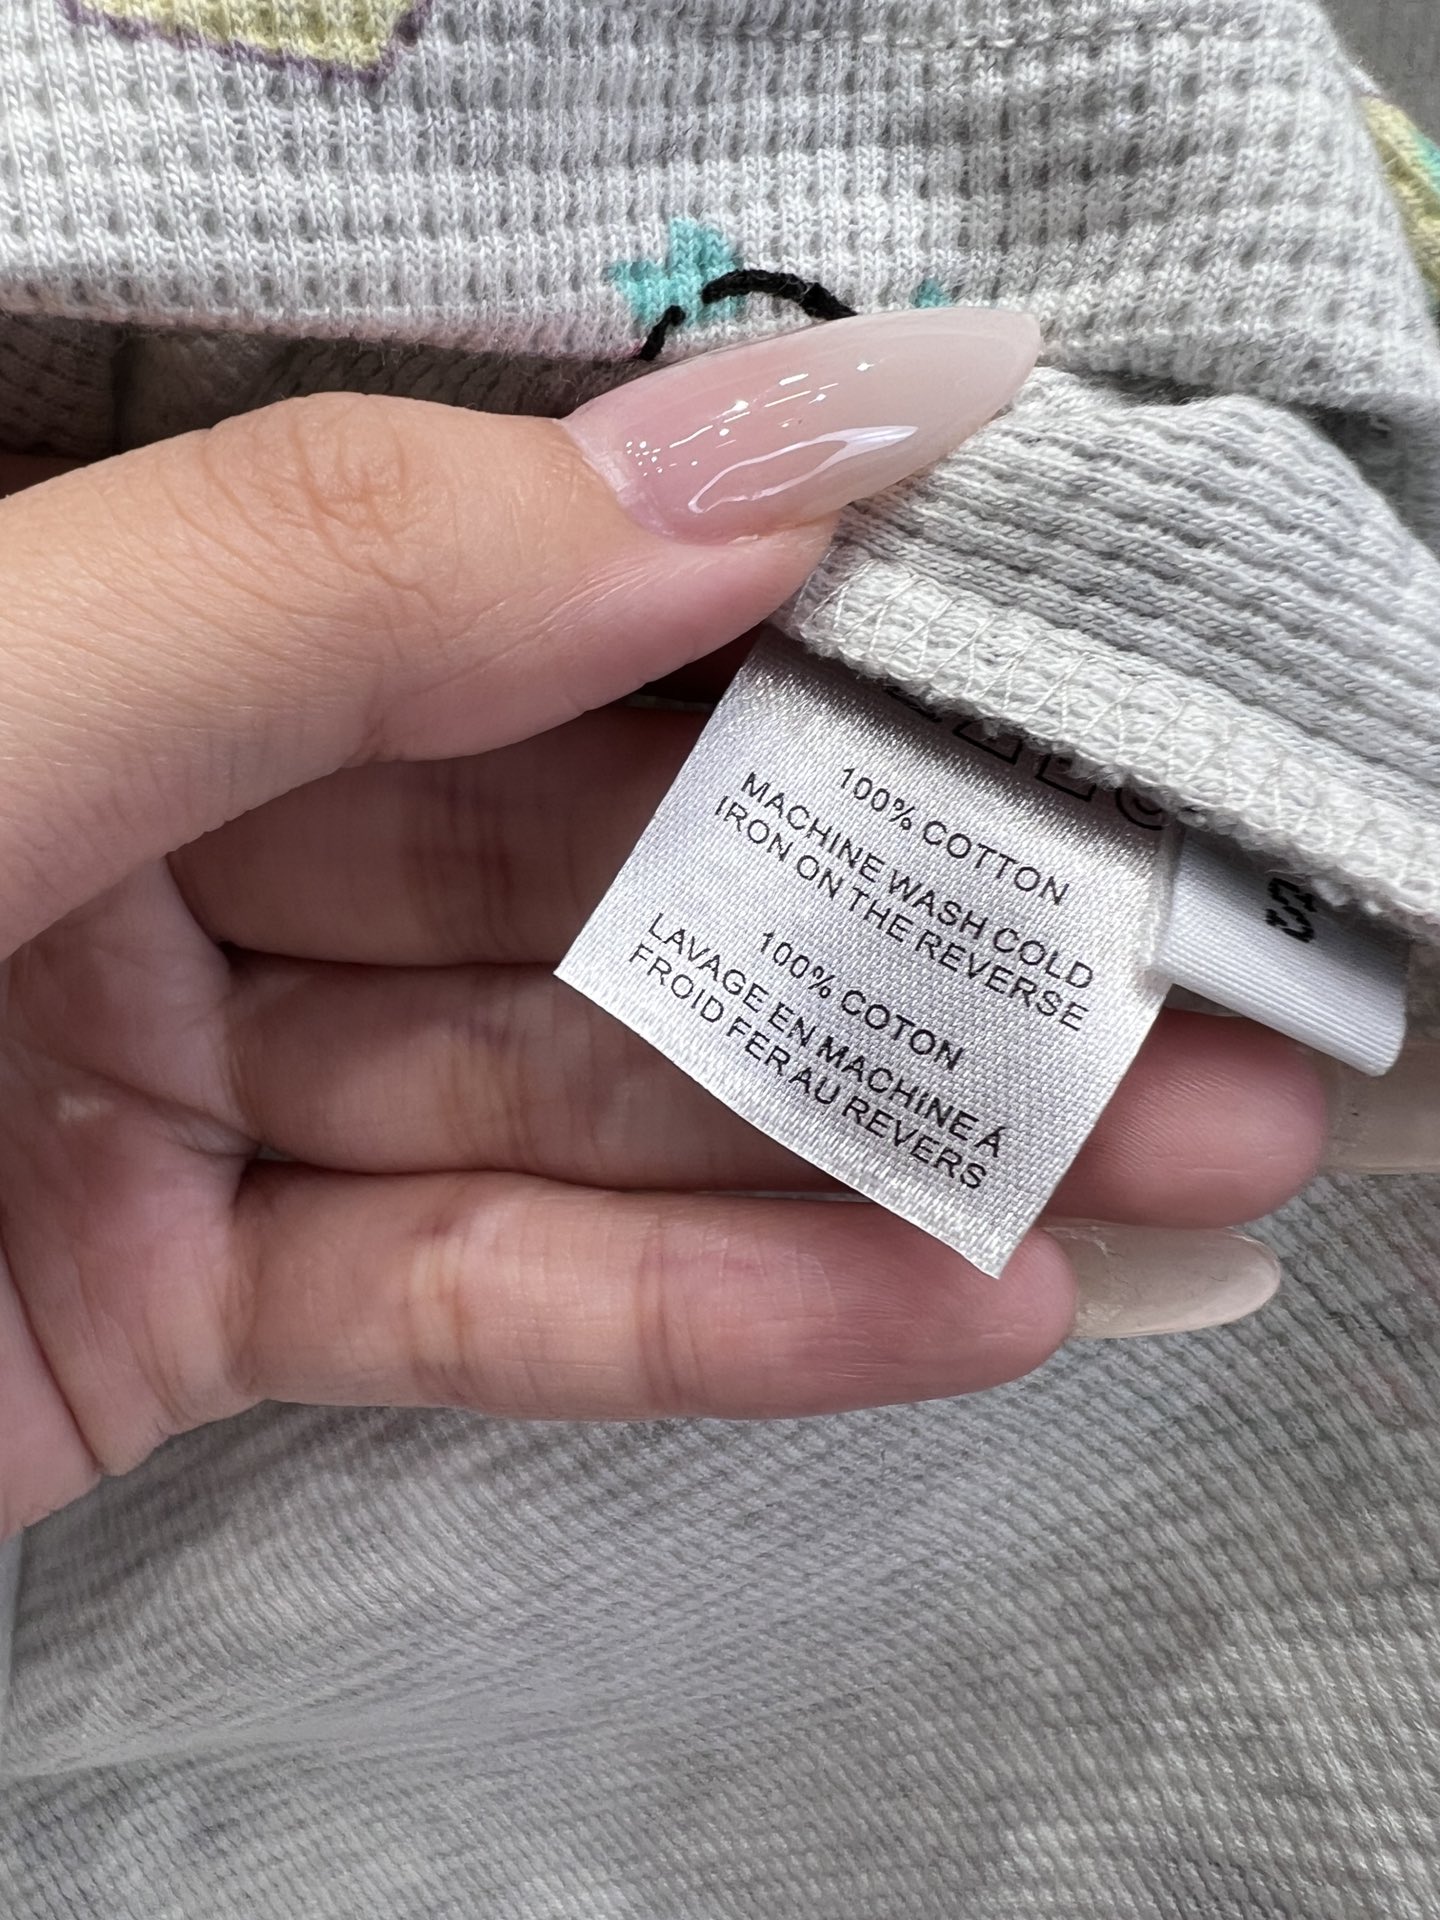 100% COTTON
MACHINE WASH COLD
IRON ON THE REVERSE
100% COTON
LAVAGE EN MACHINE Á
FROID FER AU REVERS
S